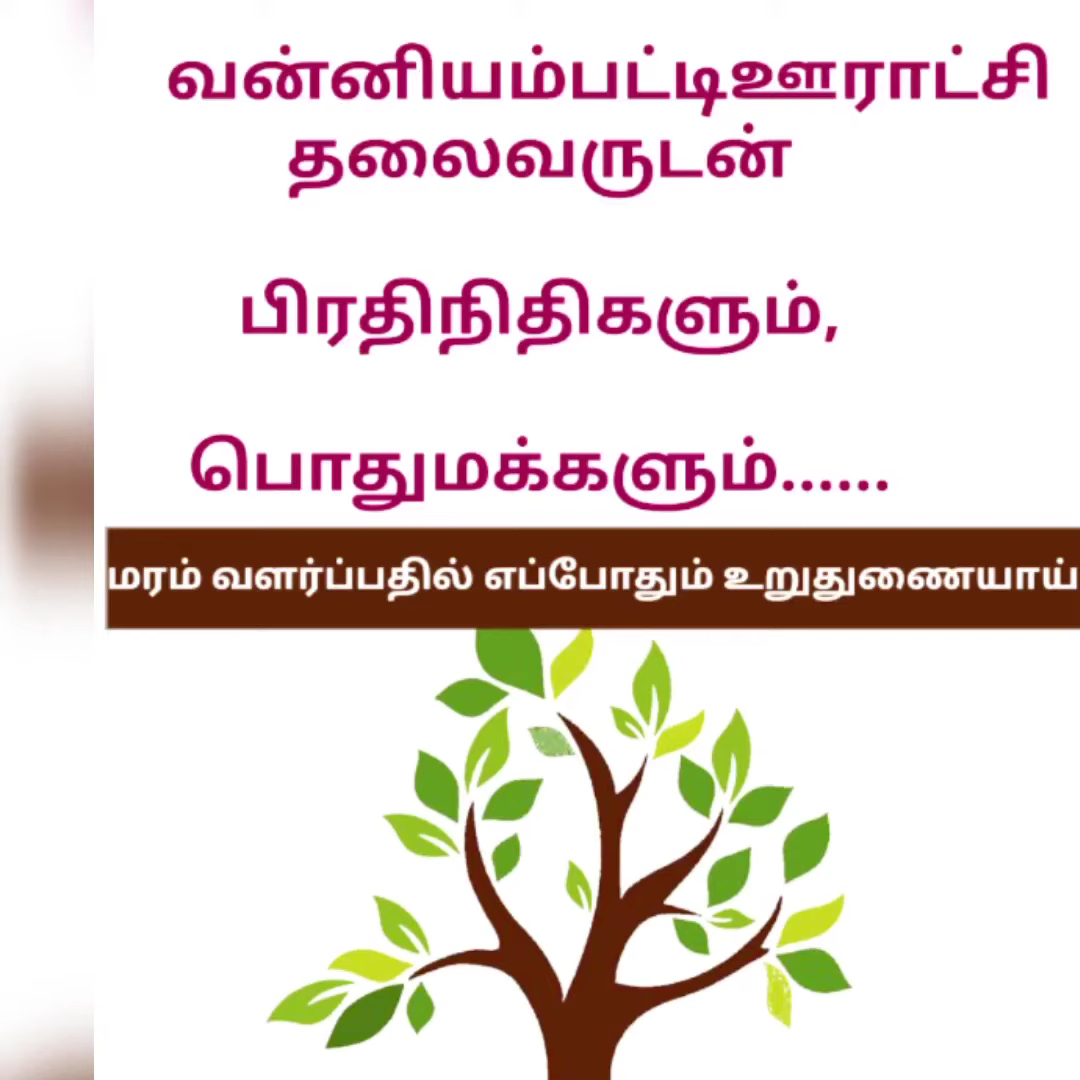 வன்னியம்பட்டிஊராட்சி
தலைவருடன்
பிரதிநிதிகளும்,
பொதுமக்களும்......
மரம் வளர்ப்பதில் எப்போதும் உறுதுணையாய்